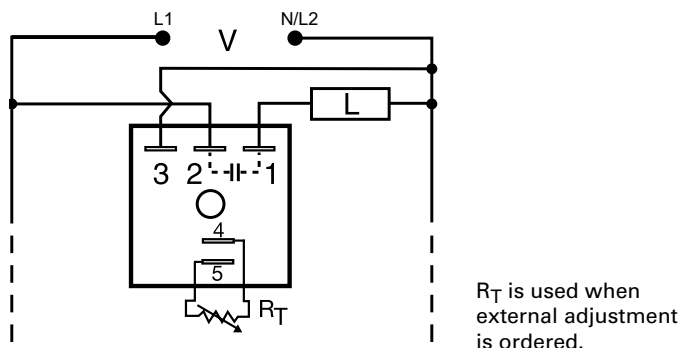 L1
V
N/L2
L
3
2
1
4
5
RT
RT is used when
external adjustment
is ordered.